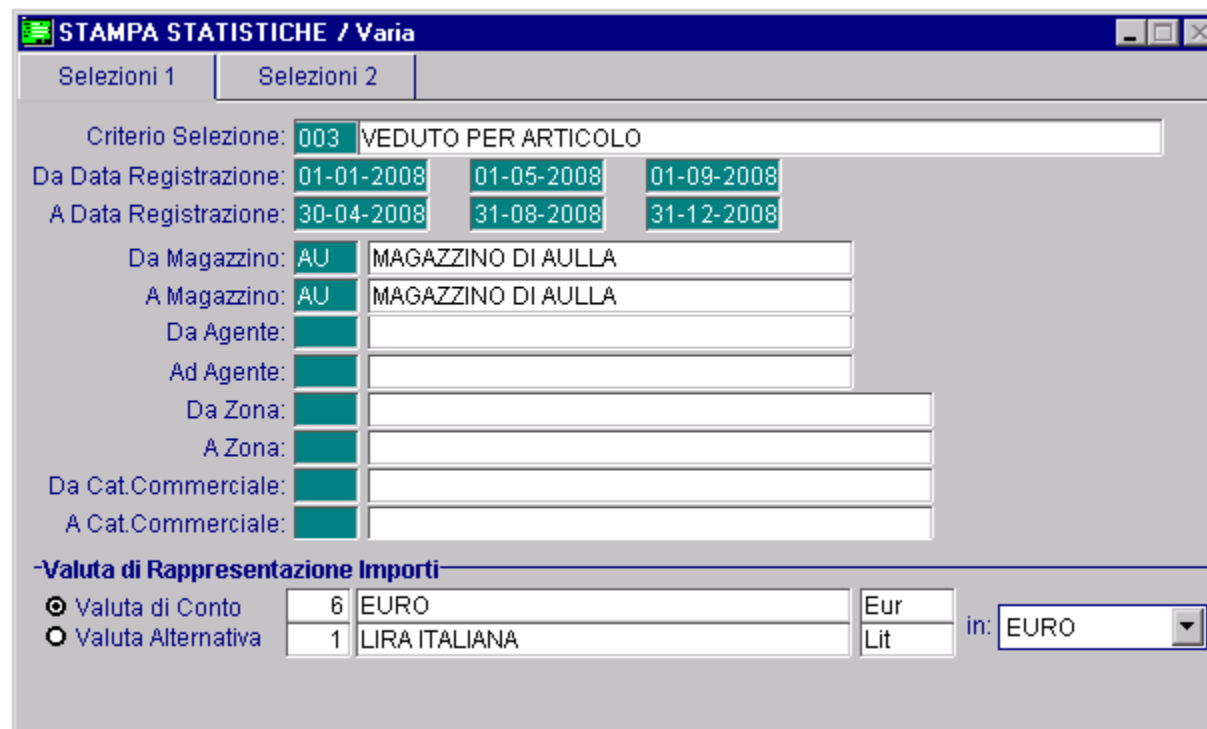 STAMPA STATISTICHE / Varia
Selezioni 1 Selezioni 2
Criterio Selezione: 003 VEDUTO PER ARTICOLO
Da Data Registrazione: 01-01-2008 01-05-2008 01-09-2008
A Data Registrazione: 30-04-2008 31-08-2008 31-12-2008
Da Magazzino: AU MAGAZZINO DI AULLA
A Magazzino: AU MAGAZZINO DI AULLA
Da Agente:
Ad Agente:
Da Zona:
A Zona:
Da Cat.Commerciale:
A Cat.Commerciale:
Valuta di Rappresentazione Importi
Valuta di Conto 6 EURO Eur
Valuta Alternativa 1 LIRA ITALIANA Lit
in: EURO